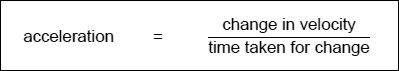 acceleration = change in velocity
time taken for change